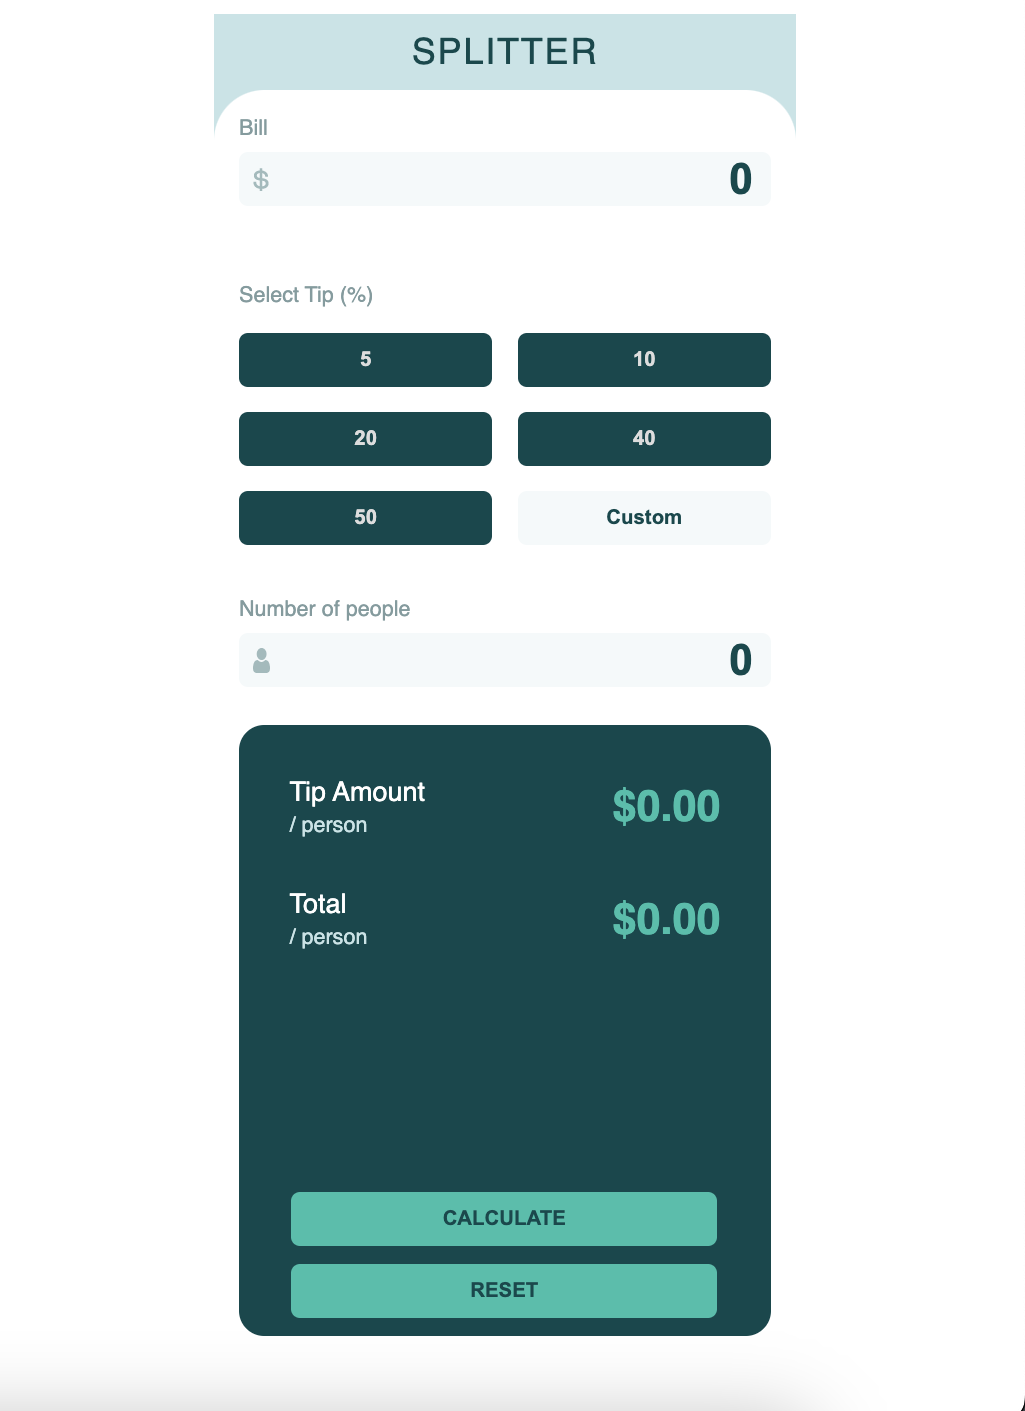 SPLITTER
Bill
$ 0
Select Tip (%)
5 10
20 40
50 Custom
Number of people
0
Tip Amount
/ person
$0.00
Total
/ person
$0.00
CALCULATE
RESET